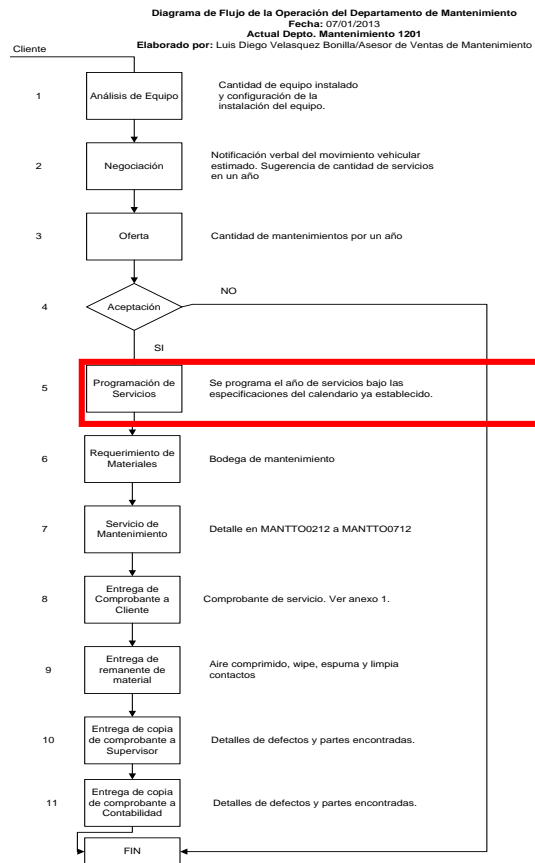 Diagrama de Flujo de la Operación del Departamento de Mantenimiento
Fecha: 07/01/2013
Actual Depto. Mantenimiento 1201
Elaborado por: Luis Diego Velasquez Bonilla/Asesor de Ventas de Mantenimiento
Cliente
1
Análisis de Equipo
Cantidad de equipo instalado
y configuración de la
instalación del equipo.
2
Negociación
Notificación verbal del movimiento vehicular
estimado. Sugerencia de cantidad de servicios
en un año
3
Oferta
Cantidad de mantenimientos por un año
4
Aceptación
NO
SI
5
Programación de
Servicios
Se programa el año de servicios bajo las
especificaciones del calendario ya establecido.
6
Requerimiento de
Materiales
Bodega de mantenimiento
7
Servicio de
Mantenimiento
Detalle en MANTTO0212 a MANTTO0712
8
Entrega de
Comprobante a
Cliente
Comprobante de servicio. Ver anexo 1.
9
Entrega de
remanente de
material
Aire comprimido, wipe, espuma y limpia
contactos
10
Entrega de copia
de comprobante a
Supervisor
Detalles de defectos y partes encontradas.
11
Entrega de copia
de comprobante a
Contabilidad
Detalles de defectos y partes encontradas.
FIN